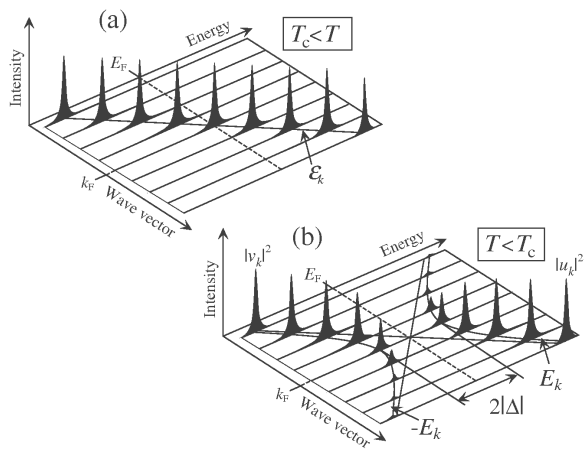 (a)
T_c < T
Energy
E_F
Intensity
ε_k
k_F
Wave vector
(b)
T < T_c
Energy
|v_k|^2
|u_k|^2
E_F
Intensity
E_k
k_F
2|Δ|
-E_k
Wave vector